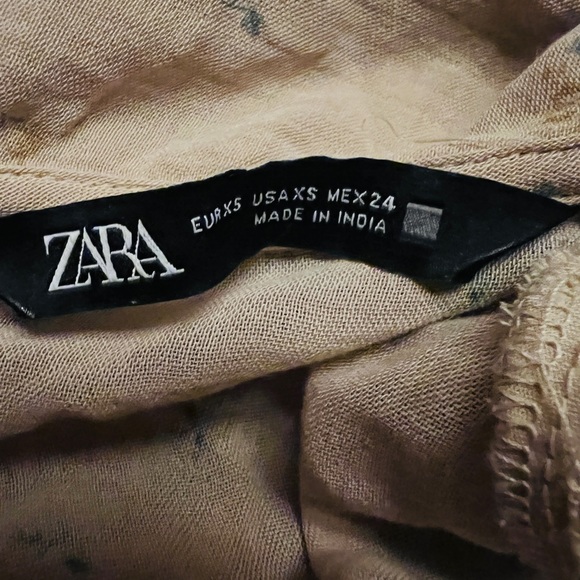 ZARA
EUR XS USA XS MEX 24
MADE IN INDIA